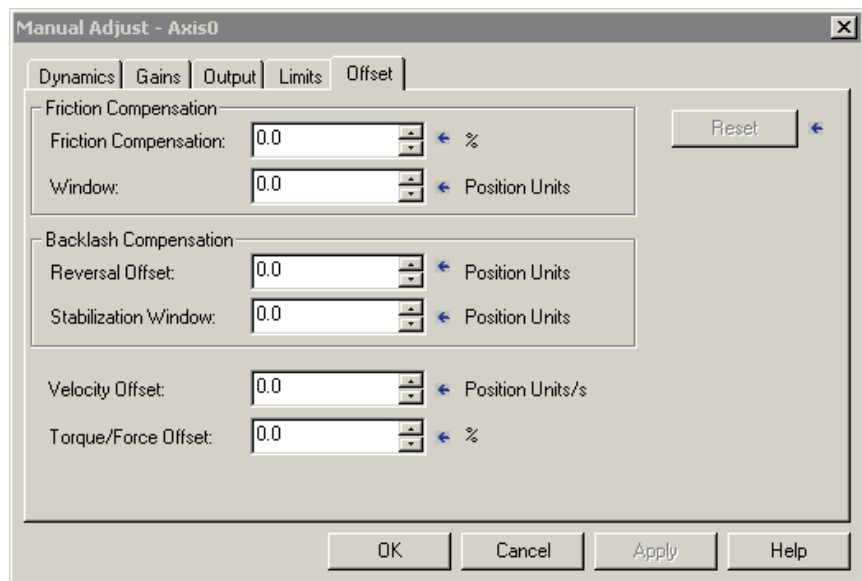 Manual Adjust - Axis0
Dynamics Gains Output Limits Offset
Friction Compensation
Friction Compensation: 0.0 %
Reset
Window: 0.0 Position Units
Backlash Compensation
Reversal Offset: 0.0 Position Units
Stabilization Window: 0.0 Position Units
Velocity Offset: 0.0 Position Units/s
Torque/Force Offset: 0.0 %
OK Cancel Apply Help